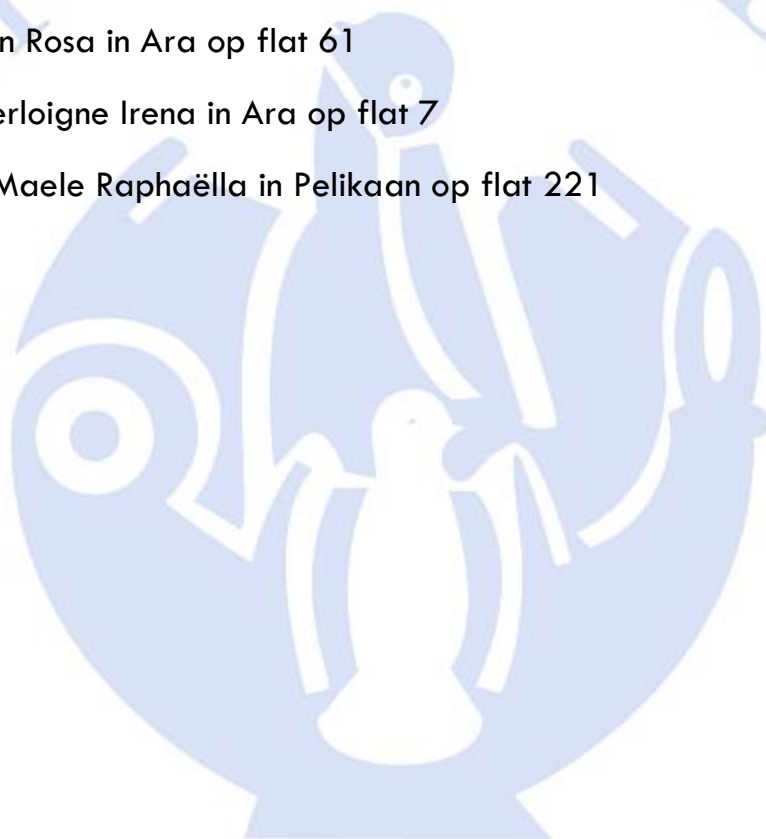 n Rosa in Ara op flat 61
erloigne Irena in Ara op flat 7
Maele Raphaëlla in Pelikaan op flat 221